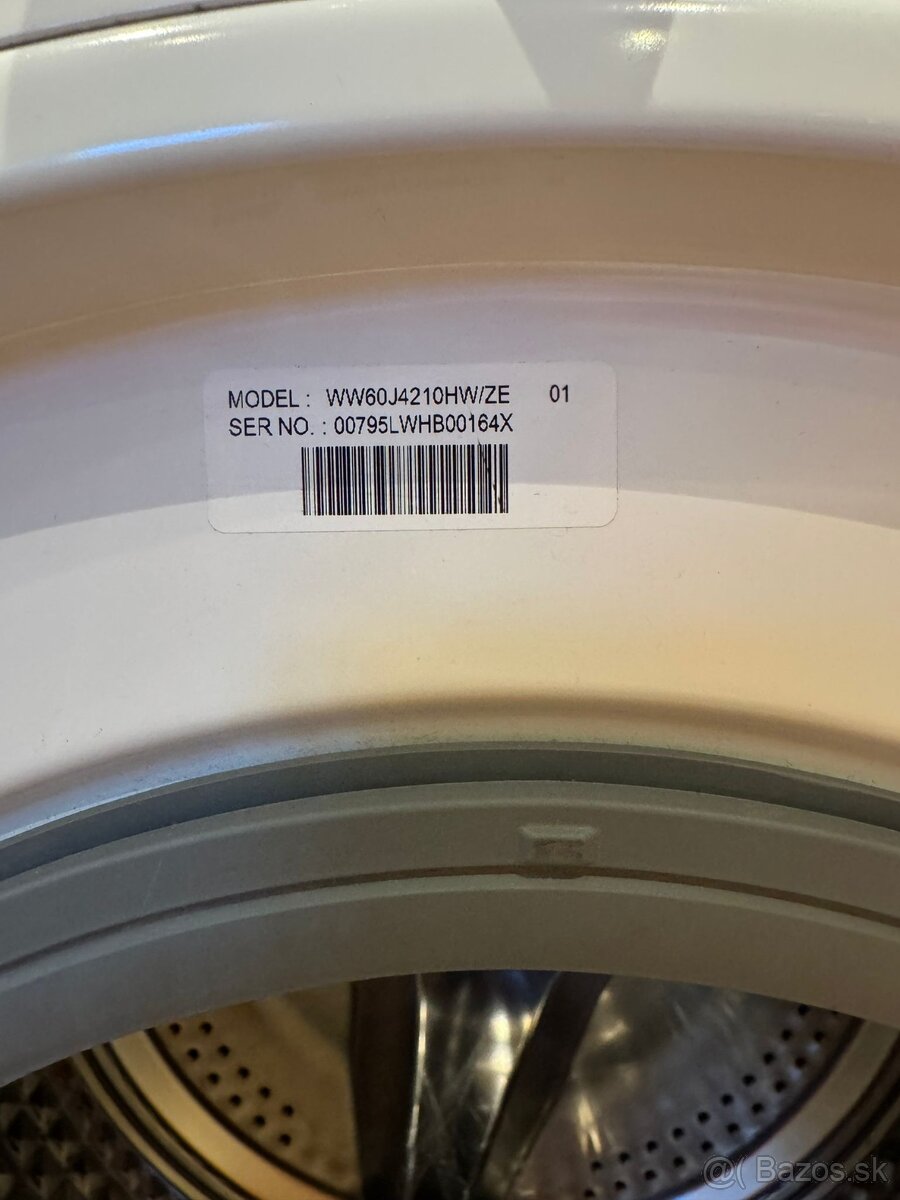 MODEL : WW60J4210HW/ZE 01
SER NO. : 00795LWHB00164X
@( Bazos.sk